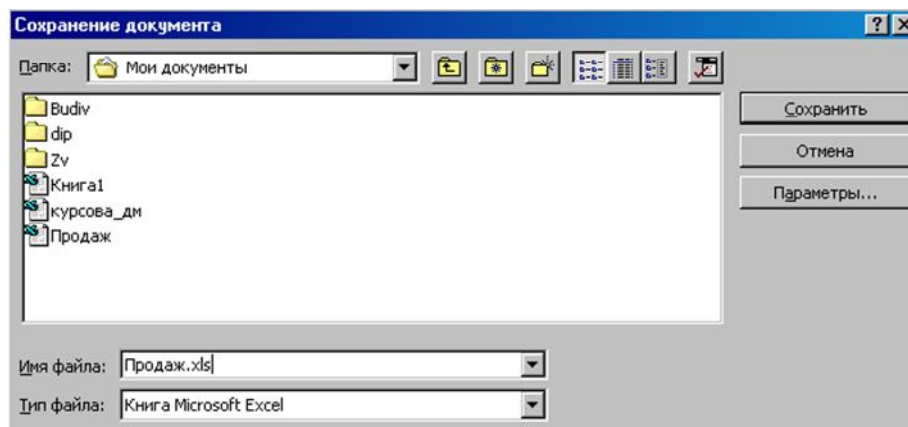 Сохранение документа
Папка: Мои документы
Budiv
dip
Zv
Книга1
курсова_дм
Продаж
Сохранить
Отмена
Параметры...
Имя файла: Продаж.xls
Тип файла: Книга Microsoft Excel